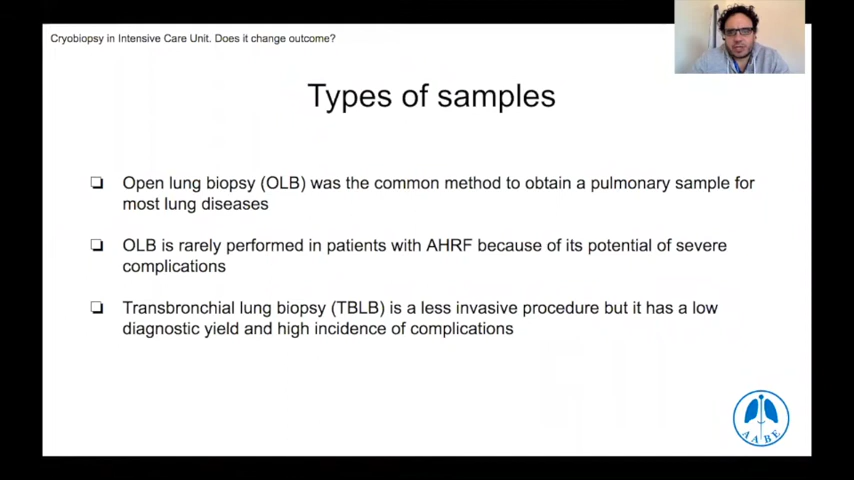 Cryobiopsy in Intensive Care Unit. Does it change outcome?
Types of samples
❏ Open lung biopsy (OLB) was the common method to obtain a pulmonary sample for
most lung diseases
❏ OLB is rarely performed in patients with AHRF because of its potential of severe
complications
❏ Transbronchial lung biopsy (TBLB) is a less invasive procedure but it has a low
diagnostic yield and high incidence of complications
AABE